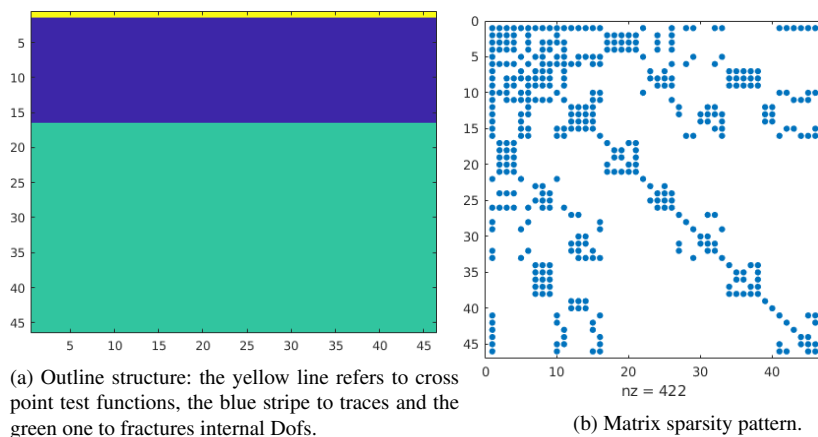 5
10
15
20
25
30
35
40
45
5 10 15 20 25 30 35 40 45
(a) Outline structure: the yellow line refers to cross
point test functions, the blue stripe to traces and the
green one to fractures internal Dofs.
0
5
10
15
20
25
30
35
40
45
0 10 20 30 40
nz = 422
(b) Matrix sparsity pattern.